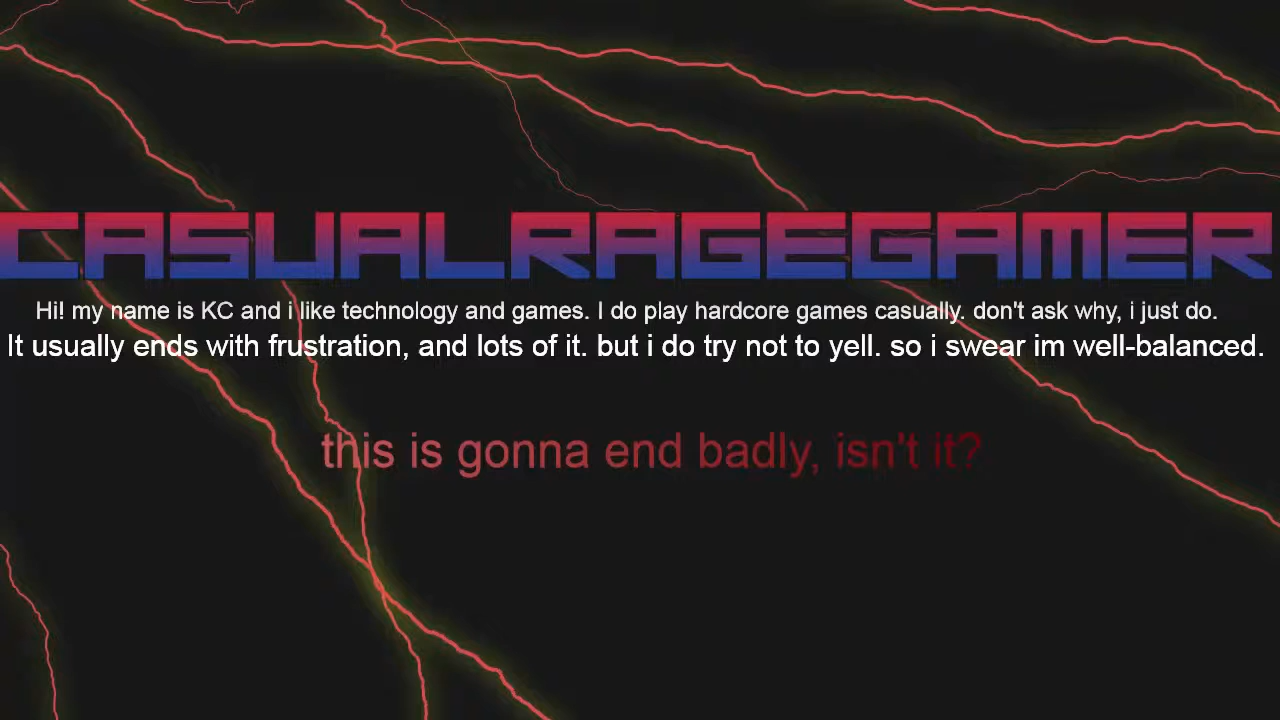 CASUALRAGEGAMER
Hi! my name is KC and i like technology and games. I do play hardcore games casually. don't ask why, i just do.
It usually ends with frustration, and lots of it. but i do try not to yell. so i swear im well-balanced.
this is gonna end badly, isn't it?